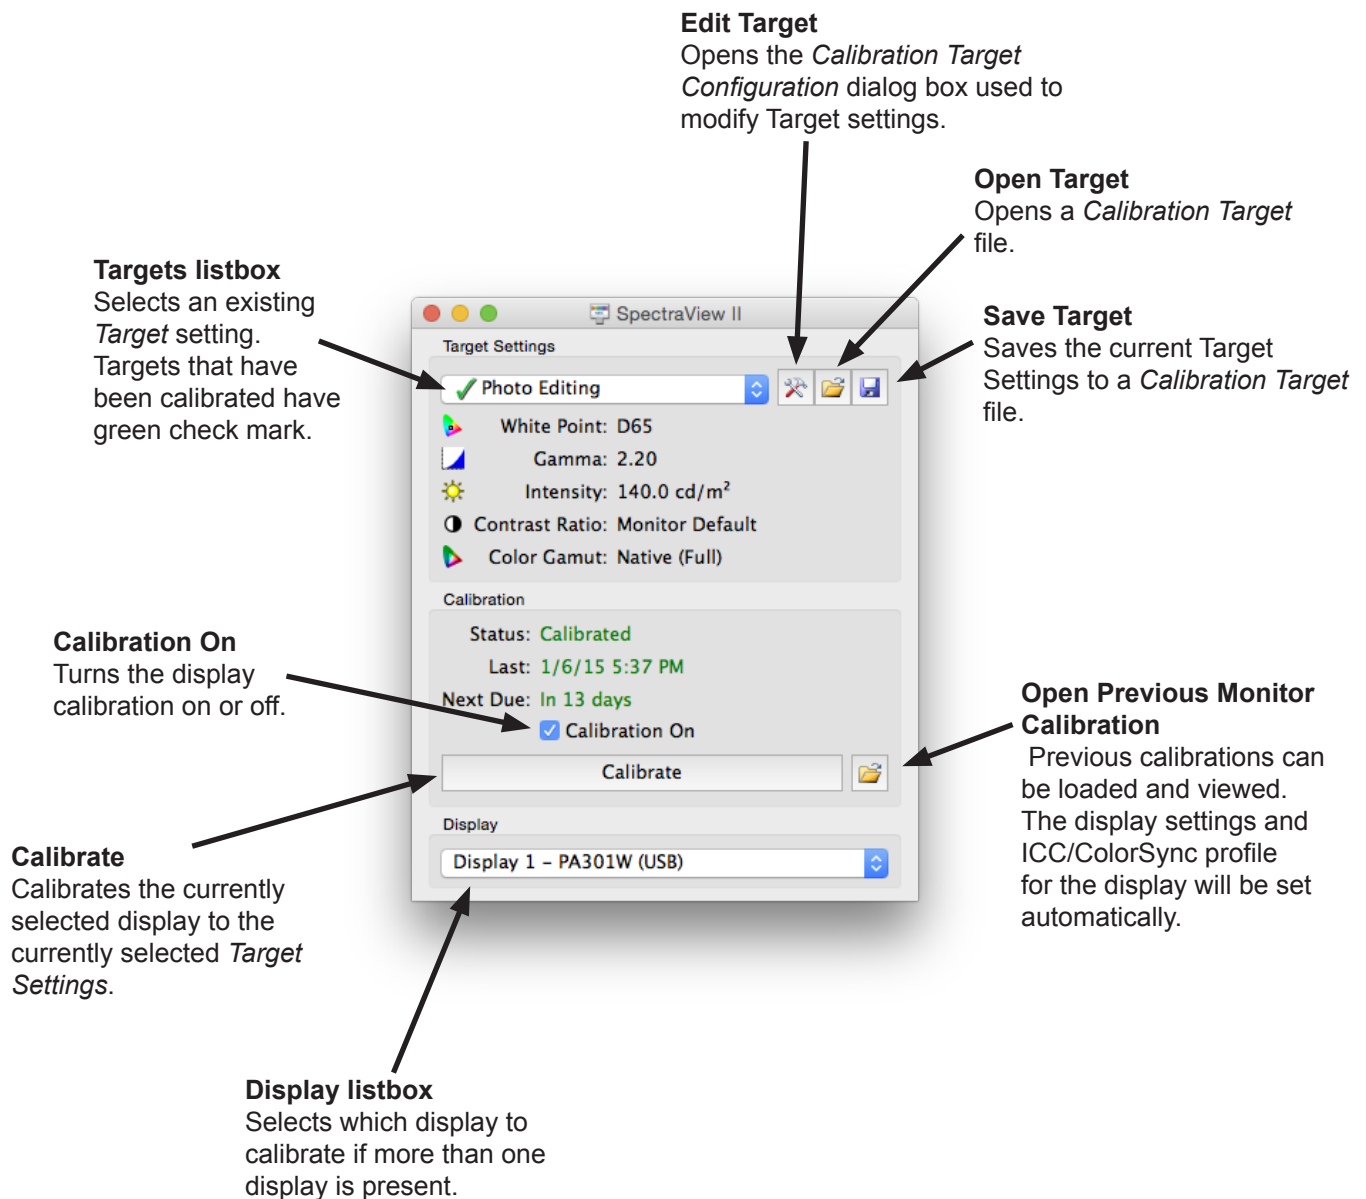 Edit Target
Opens the Calibration Target
Configuration dialog box used to
modify Target settings.
Open Target
Opens a Calibration Target
file.
Targets listbox
Selects an existing
Target setting.
Targets that have
been calibrated have
green check mark.
Save Target
Saves the current Target
Settings to a Calibration Target
file.
SpectraView II
Target Settings
Photo Editing
White Point: D65
Gamma: 2.20
Intensity: 140.0 cd/m²
Contrast Ratio: Monitor Default
Color Gamut: Native (Full)
Calibration
Status: Calibrated
Last: 1/6/15 5:37 PM
Next Due: In 13 days
Calibration On
Calibrate
Display
Display 1 – PA301W (USB)
Calibration On
Turns the display
calibration on or off.
Open Previous Monitor
Calibration
Previous calibrations can
be loaded and viewed.
The display settings and
ICC/ColorSync profile
for the display will be set
automatically.
Calibrate
Calibrates the currently
selected display to the
currently selected Target
Settings.
Display listbox
Selects which display to
calibrate if more than one
display is present.